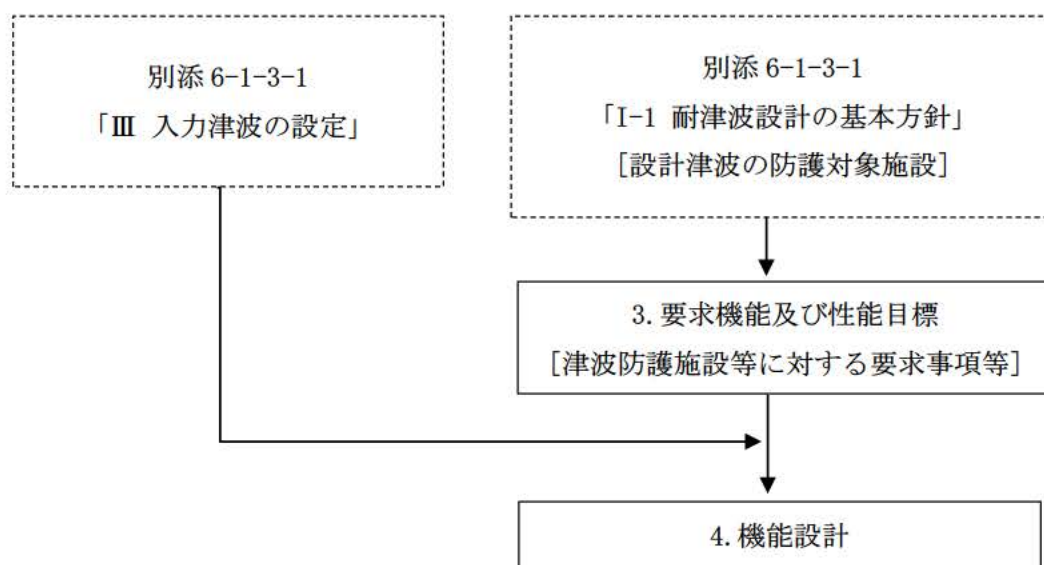 別添 6-1-3-1
「Ⅲ 入力津波の設定」
別添 6-1-3-1
「I-1 耐津波設計の基本方針」
[設計津波の防護対象施設]
3.要求機能及び性能目標
[津波防護施設等に対する要求事項等]
4.機能設計